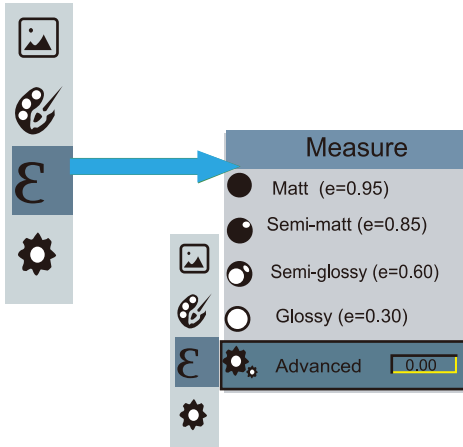 ε
Measure
Matt (e=0.95)
Semi-matt (e=0.85)
Semi-glossy (e=0.60)
Glossy (e=0.30)
ε
Advanced 0.00